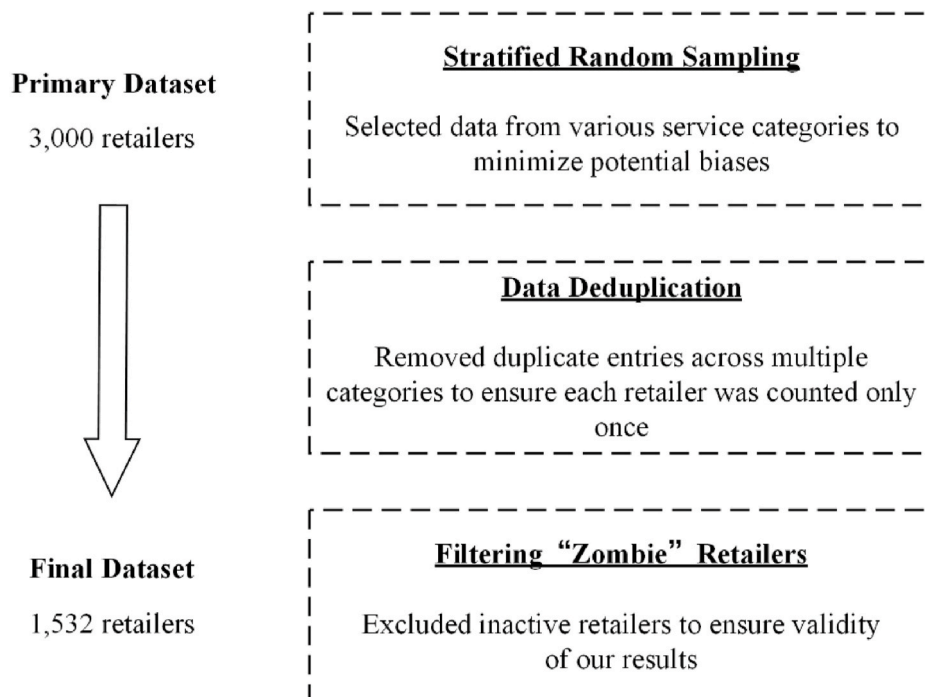 Primary Dataset
3,000 retailers
Stratified Random Sampling
Selected data from various service categories to
minimize potential biases
Data Deduplication
Removed duplicate entries across multiple
categories to ensure each retailer was counted only
once
Final Dataset
1,532 retailers
Filtering “Zombie” Retailers
Excluded inactive retailers to ensure validity
of our results